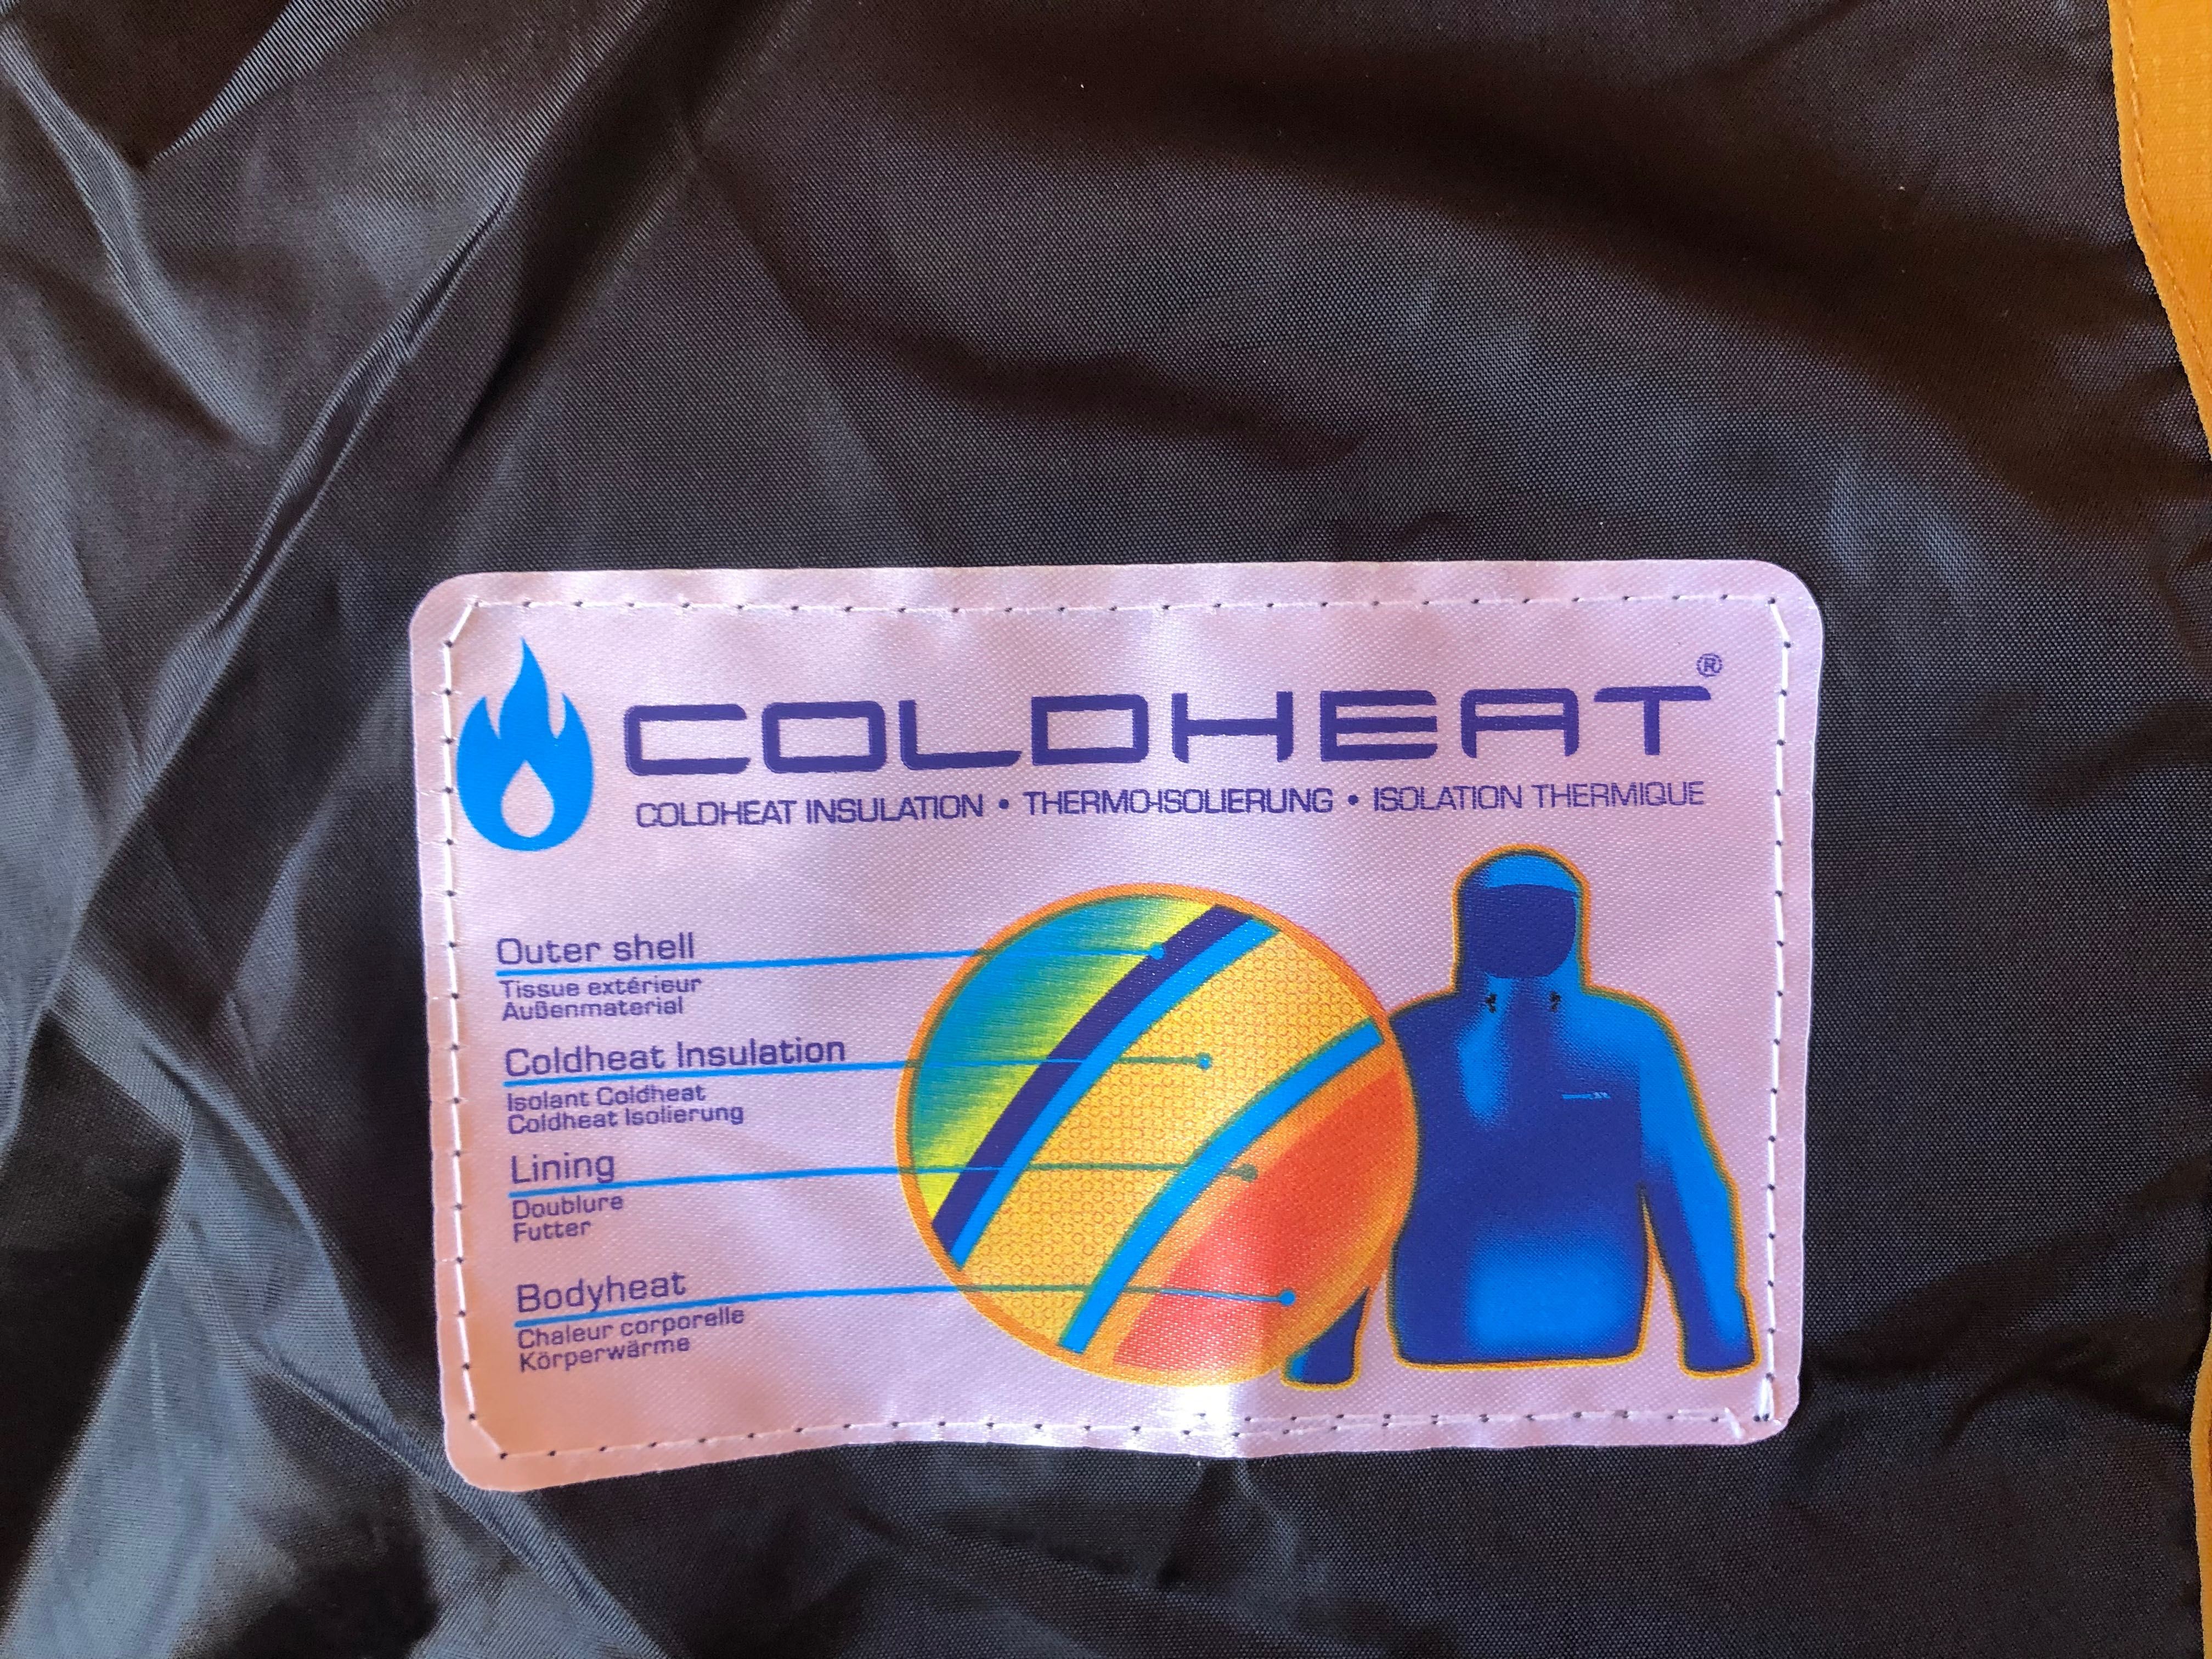 COLDHEAT®
COLDHEAT INSULATION • THERMO-ISOLIERUNG • ISOLATION THERMIQUE
Outer shell
Tissue extérieur
Außenmaterial
Coldheat Insulation
Isolant Coldheat
Coldheat Isolierung
Lining
Doublure
Futter
Bodyheat
Chaleur corporelle
Körperwärme